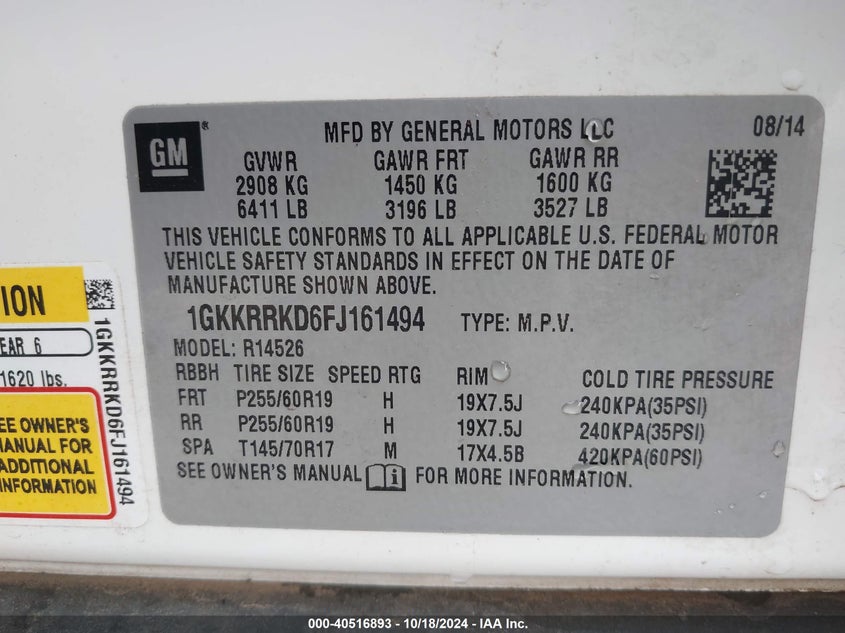 GM
MFD BY GENERAL MOTORS LLC 08/14
GVWR GAWR FRT GAWR RR
2908 KG 1450 KG 1600 KG
6411 LB 3196 LB 3527 LB
THIS VEHICLE CONFORMS TO ALL APPLICABLE U.S. FEDERAL MOTOR
VEHICLE SAFETY STANDARDS IN EFFECT ON THE DATE OF
MANUFACTURE SHOWN ABOVE.
1GKKRRKD6FJ161494 TYPE: M.P.V.
MODEL: R14526
RBBH TIRE SIZE SPEED RTG RIM COLD TIRE PRESSURE
FRT P255/60R19 H 19X7.5J 240KPA(35PSI)
RR P255/60R19 H 19X7.5J 240KPA(35PSI)
SPA T145/70R17 M 17X4.5B 420KPA(60PSI)
SEE OWNER'S MANUAL i FOR MORE INFORMATION.
ION
EAR 6
1620 lbs.
EE OWNER'S
MANUAL FOR
ADDITIONAL
INFORMATION
1GKKRRKD6FJ161494
000-40516893 - 10/18/2024 - IAA Inc.